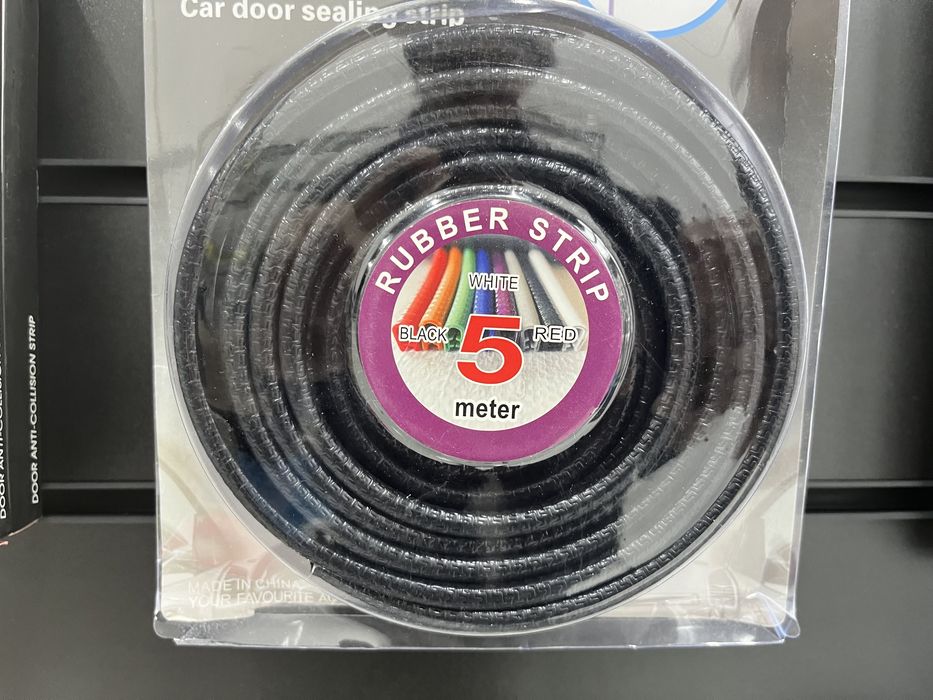 Car door sealing strip
RUBBER STRIP
WHITE
BLACK
RED
5
meter
DOOR ANTI-COLLISION STRIP
MADE IN CHINA
YOUR FAVOURITE